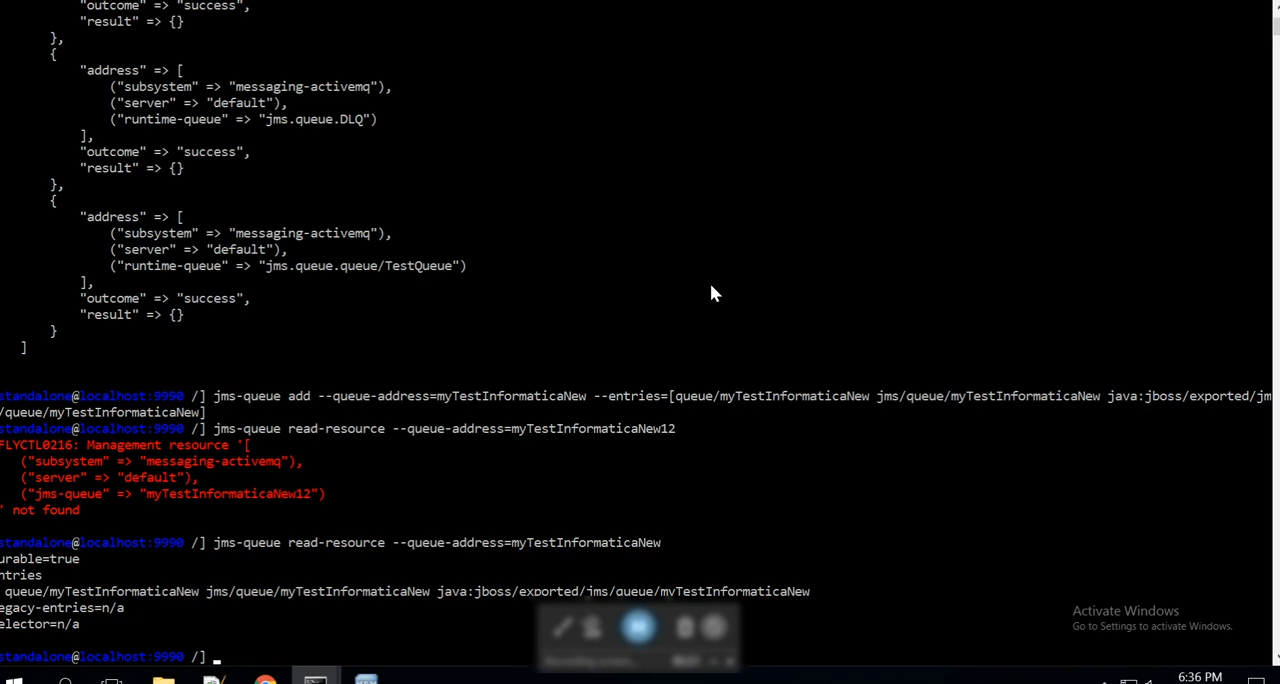 "outcome" => "success",
"result" => {}
},
{
"address" => [
("subsystem" => "messaging-activemq"),
("server" => "default"),
("runtime-queue" => "jms.queue.DLQ")
],
"outcome" => "success",
"result" => {}
},
{
"address" => [
("subsystem" => "messaging-activemq"),
("server" => "default"),
("runtime-queue" => "jms.queue.queue/TestQueue")
],
"outcome" => "success",
"result" => {}
}
]
standalone@localhost:9990 /] jms-queue add --queue-address=myTestInformaticaNew --entries=[queue/myTestInformaticaNew jms/queue/myTestInformaticaNew java:jboss/exported/jm
/queue/myTestInformaticaNew]
standalone@localhost:9990 /] jms-queue read-resource --queue-address=myTestInformaticaNew12
FLYCTL0216: Management resource '[
("subsystem" => "messaging-activemq"),
("server" => "default"),
("jms-queue" => "myTestInformaticaNew12")
' not found
standalone@localhost:9990 /] jms-queue read-resource --queue-address=myTestInformaticaNew
urable=true
ntries
queue/myTestInformaticaNew jms/queue/myTestInformaticaNew java:jboss/exported/jms/queue/myTestInformaticaNew
egacy-entries=n/a
elector=n/a
standalone@localhost:9990 /]
Activate Windows
Go to Settings to activate Windows.
6:36 PM